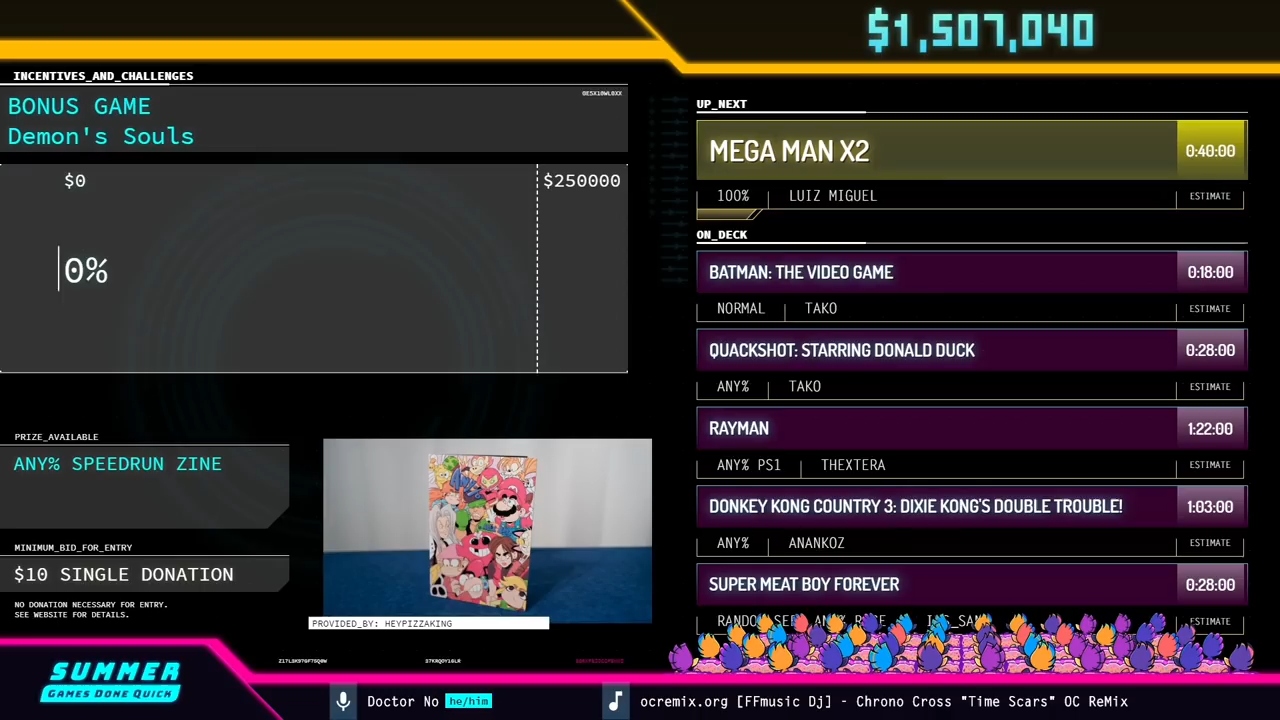 $1,507,040
INCENTIVES_AND_CHALLENGES
BONUS GAME
Demon's Souls
$0
$250000
0%
PRIZE_AVAILABLE
ANY% SPEEDRUN ZINE
MINIMUM_BID_FOR_ENTRY
$10 SINGLE DONATION
NO DONATION NECESSARY FOR ENTRY.
SEE WEBSITE FOR DETAILS.
PROVIDED_BY: HEYPIZZAKING
UP_NEXT
MEGA MAN X2
0:40:00
100%
LUIZ MIGUEL
ESTIMATE
ON_DECK
BATMAN: THE VIDEO GAME
0:18:00
NORMAL
TAKO
ESTIMATE
QUACKSHOT: STARRING DONALD DUCK
0:28:00
ANY%
TAKO
ESTIMATE
RAYMAN
1:22:00
ANY% PS1
THEXTERA
ESTIMATE
DONKEY KONG COUNTRY 3: DIXIE KONG'S DOUBLE TROUBLE!
1:03:00
ANY%
ANANKOZ
ESTIMATE
SUPER MEAT BOY FOREVER
0:28:00
ESTIMATE
SUMMER
GAMES DONE QUICK
Doctor No he/him
ocremix.org [FFmusic Dj] - Chrono Cross "Time Scars" OC ReMix